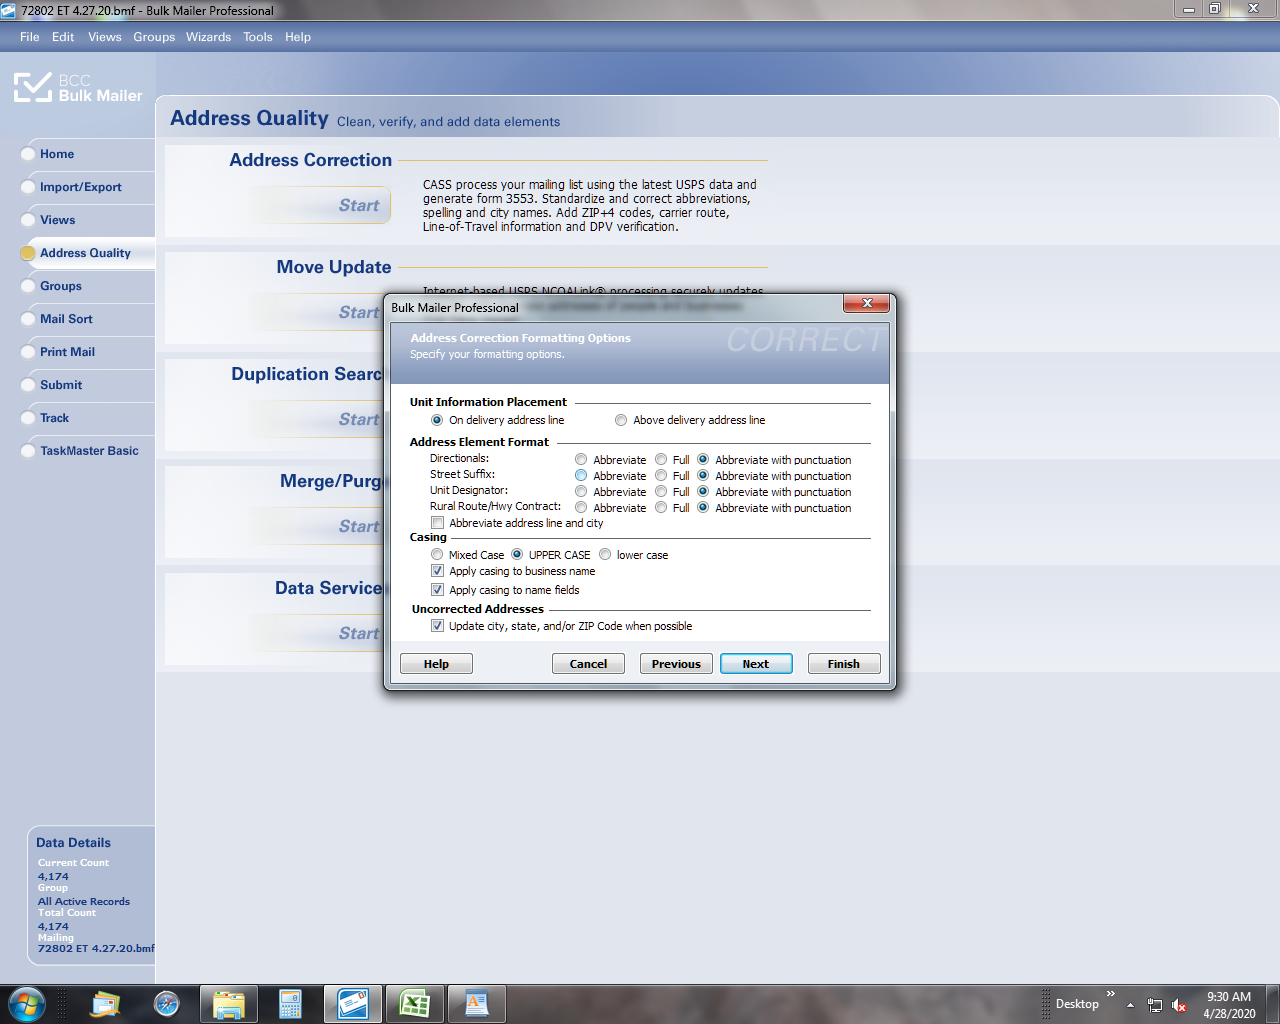 72802 ET 4.27.20.bmf - Bulk Mailer Professional
File Edit Views Groups Wizards Tools Help
BCC
Bulk Mailer
Address Quality Clean, verify, and add data elements
Home
Import/Export
Views
Address Quality
Groups
Mail Sort
Print Mail
Submit
Track
TaskMaster Basic
Address Correction
Start
CASS process your mailing list using the latest USPS data and
generate form 3553. Standardize and correct abbreviations,
spelling and city names. Add ZIP+4 codes, carrier route,
Line-of-Travel information and DPV verification.
Move Update
Start
Internet-based USPS NCOALink® processing securely updates
addresses of people and businesses
Duplication Searc
Start
Merge/Purg
Start
Data Service
Start
Bulk Mailer Professional
Address Correction Formatting Options
Specify your formatting options.
CORRECT
Unit Information Placement
On delivery address line Above delivery address line
Address Element Format
Directionals: Abbreviate Full Abbreviate with punctuation
Street Suffix: Abbreviate Full Abbreviate with punctuation
Unit Designator: Abbreviate Full Abbreviate with punctuation
Rural Route/Hwy Contract: Abbreviate Full Abbreviate with punctuation
Abbreviate address line and city
Casing
Mixed Case UPPER CASE lower case
Apply casing to business name
Apply casing to name fields
Uncorrected Addresses
Update city, state, and/or ZIP Code when possible
Help Cancel Previous Next Finish
Data Details
Current Count
4,174
Group
All Active Records
Total Count
4,174
Mailing
72802 ET 4.27.20.bmf
Desktop
9:30 AM
4/28/2020